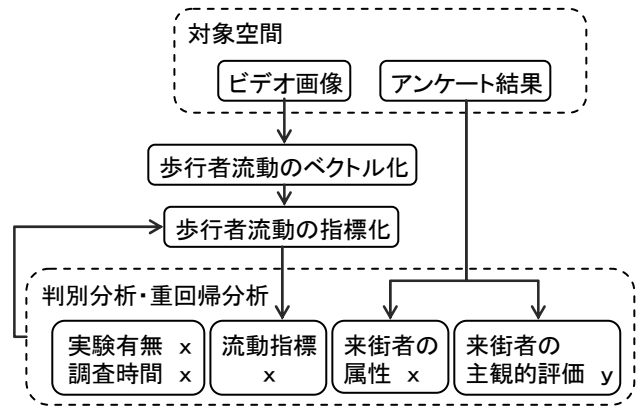 対象空間
ビデオ画像
アンケート結果
歩行者流動のベクトル化
歩行者流動の指標化
判別分析・重回帰分析
実験有無 x
調査時間 x
流動指標
x
来街者の
属性 x
来街者の
主観的評価 y